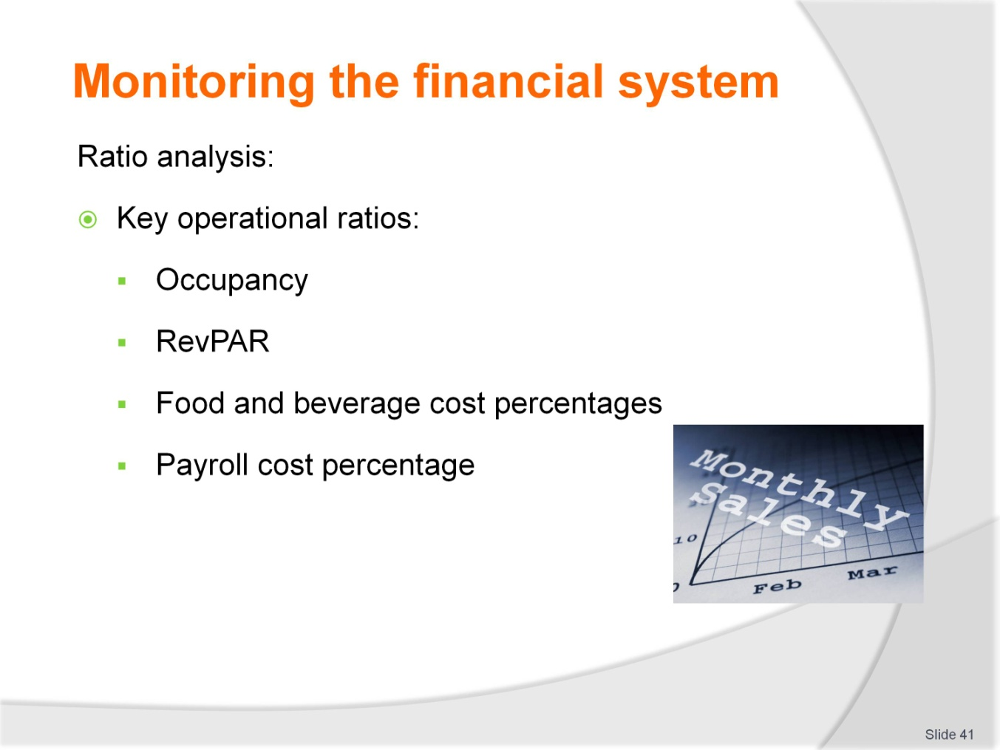 Monitoring the financial system
Ratio analysis:
Key operational ratios:
Occupancy
RevPAR
Food and beverage cost percentages
Payroll cost percentage
Monthly
Sales
10
0
Feb
Mar
Slide 41